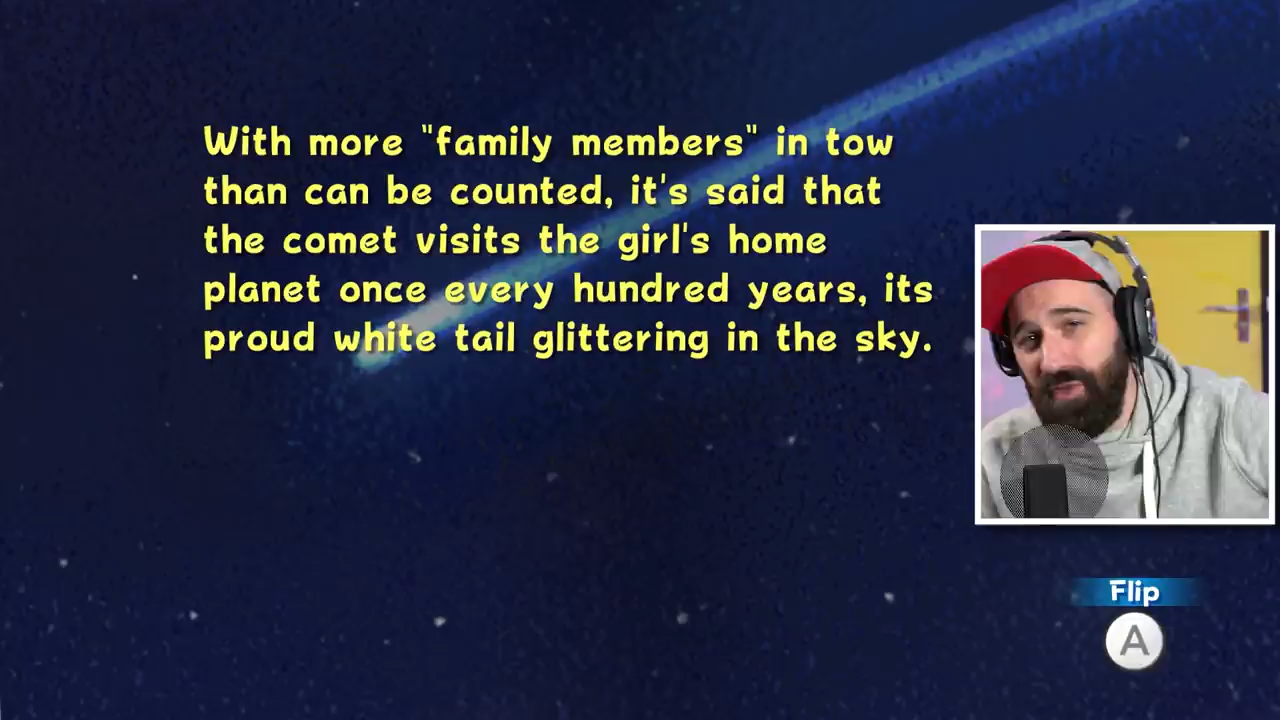 With more "family members" in tow
than can be counted, it's said that
the comet visits the girl's home
planet once every hundred years, its
proud white tail glittering in the sky.
Flip
A